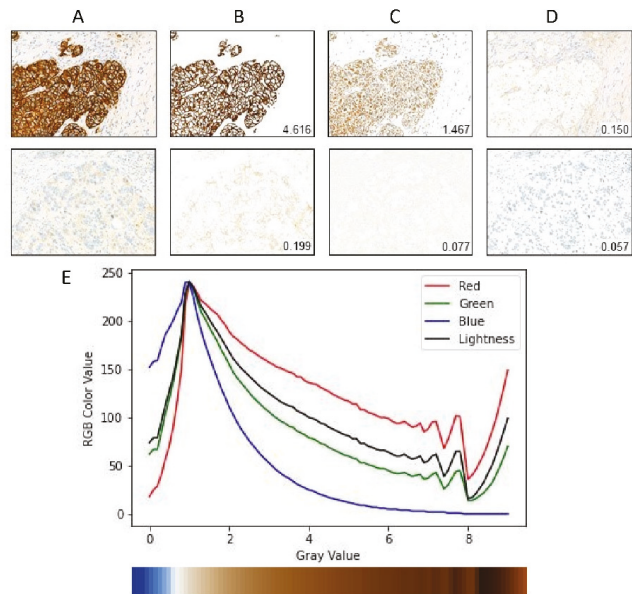 A B C D
4.616 1.467 0.150
0.199 0.077 0.057
E
250
200
150
100
50
0
RGB Color Value
Red
Green
Blue
Lightness
0 2 4 6 8
Gray Value